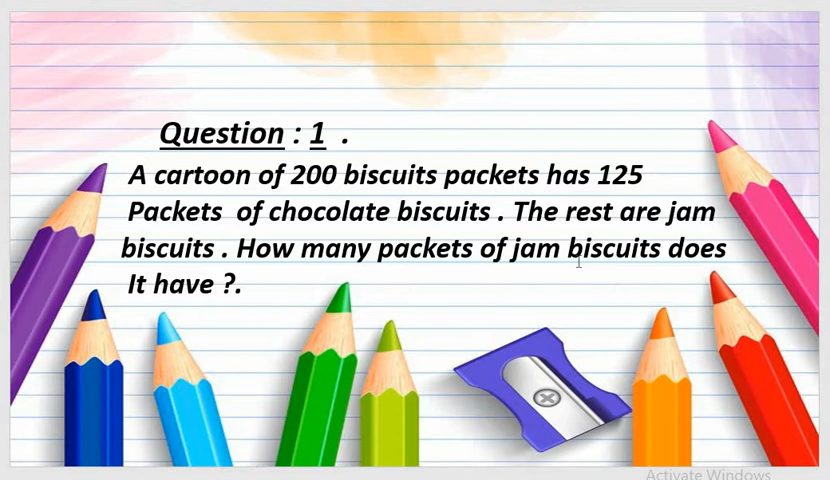 Question : 1 .
A cartoon of 200 biscuits packets has 125
Packets of chocolate biscuits . The rest are jam
biscuits . How many packets of jam biscuits does
It have ?.
Activate Windows